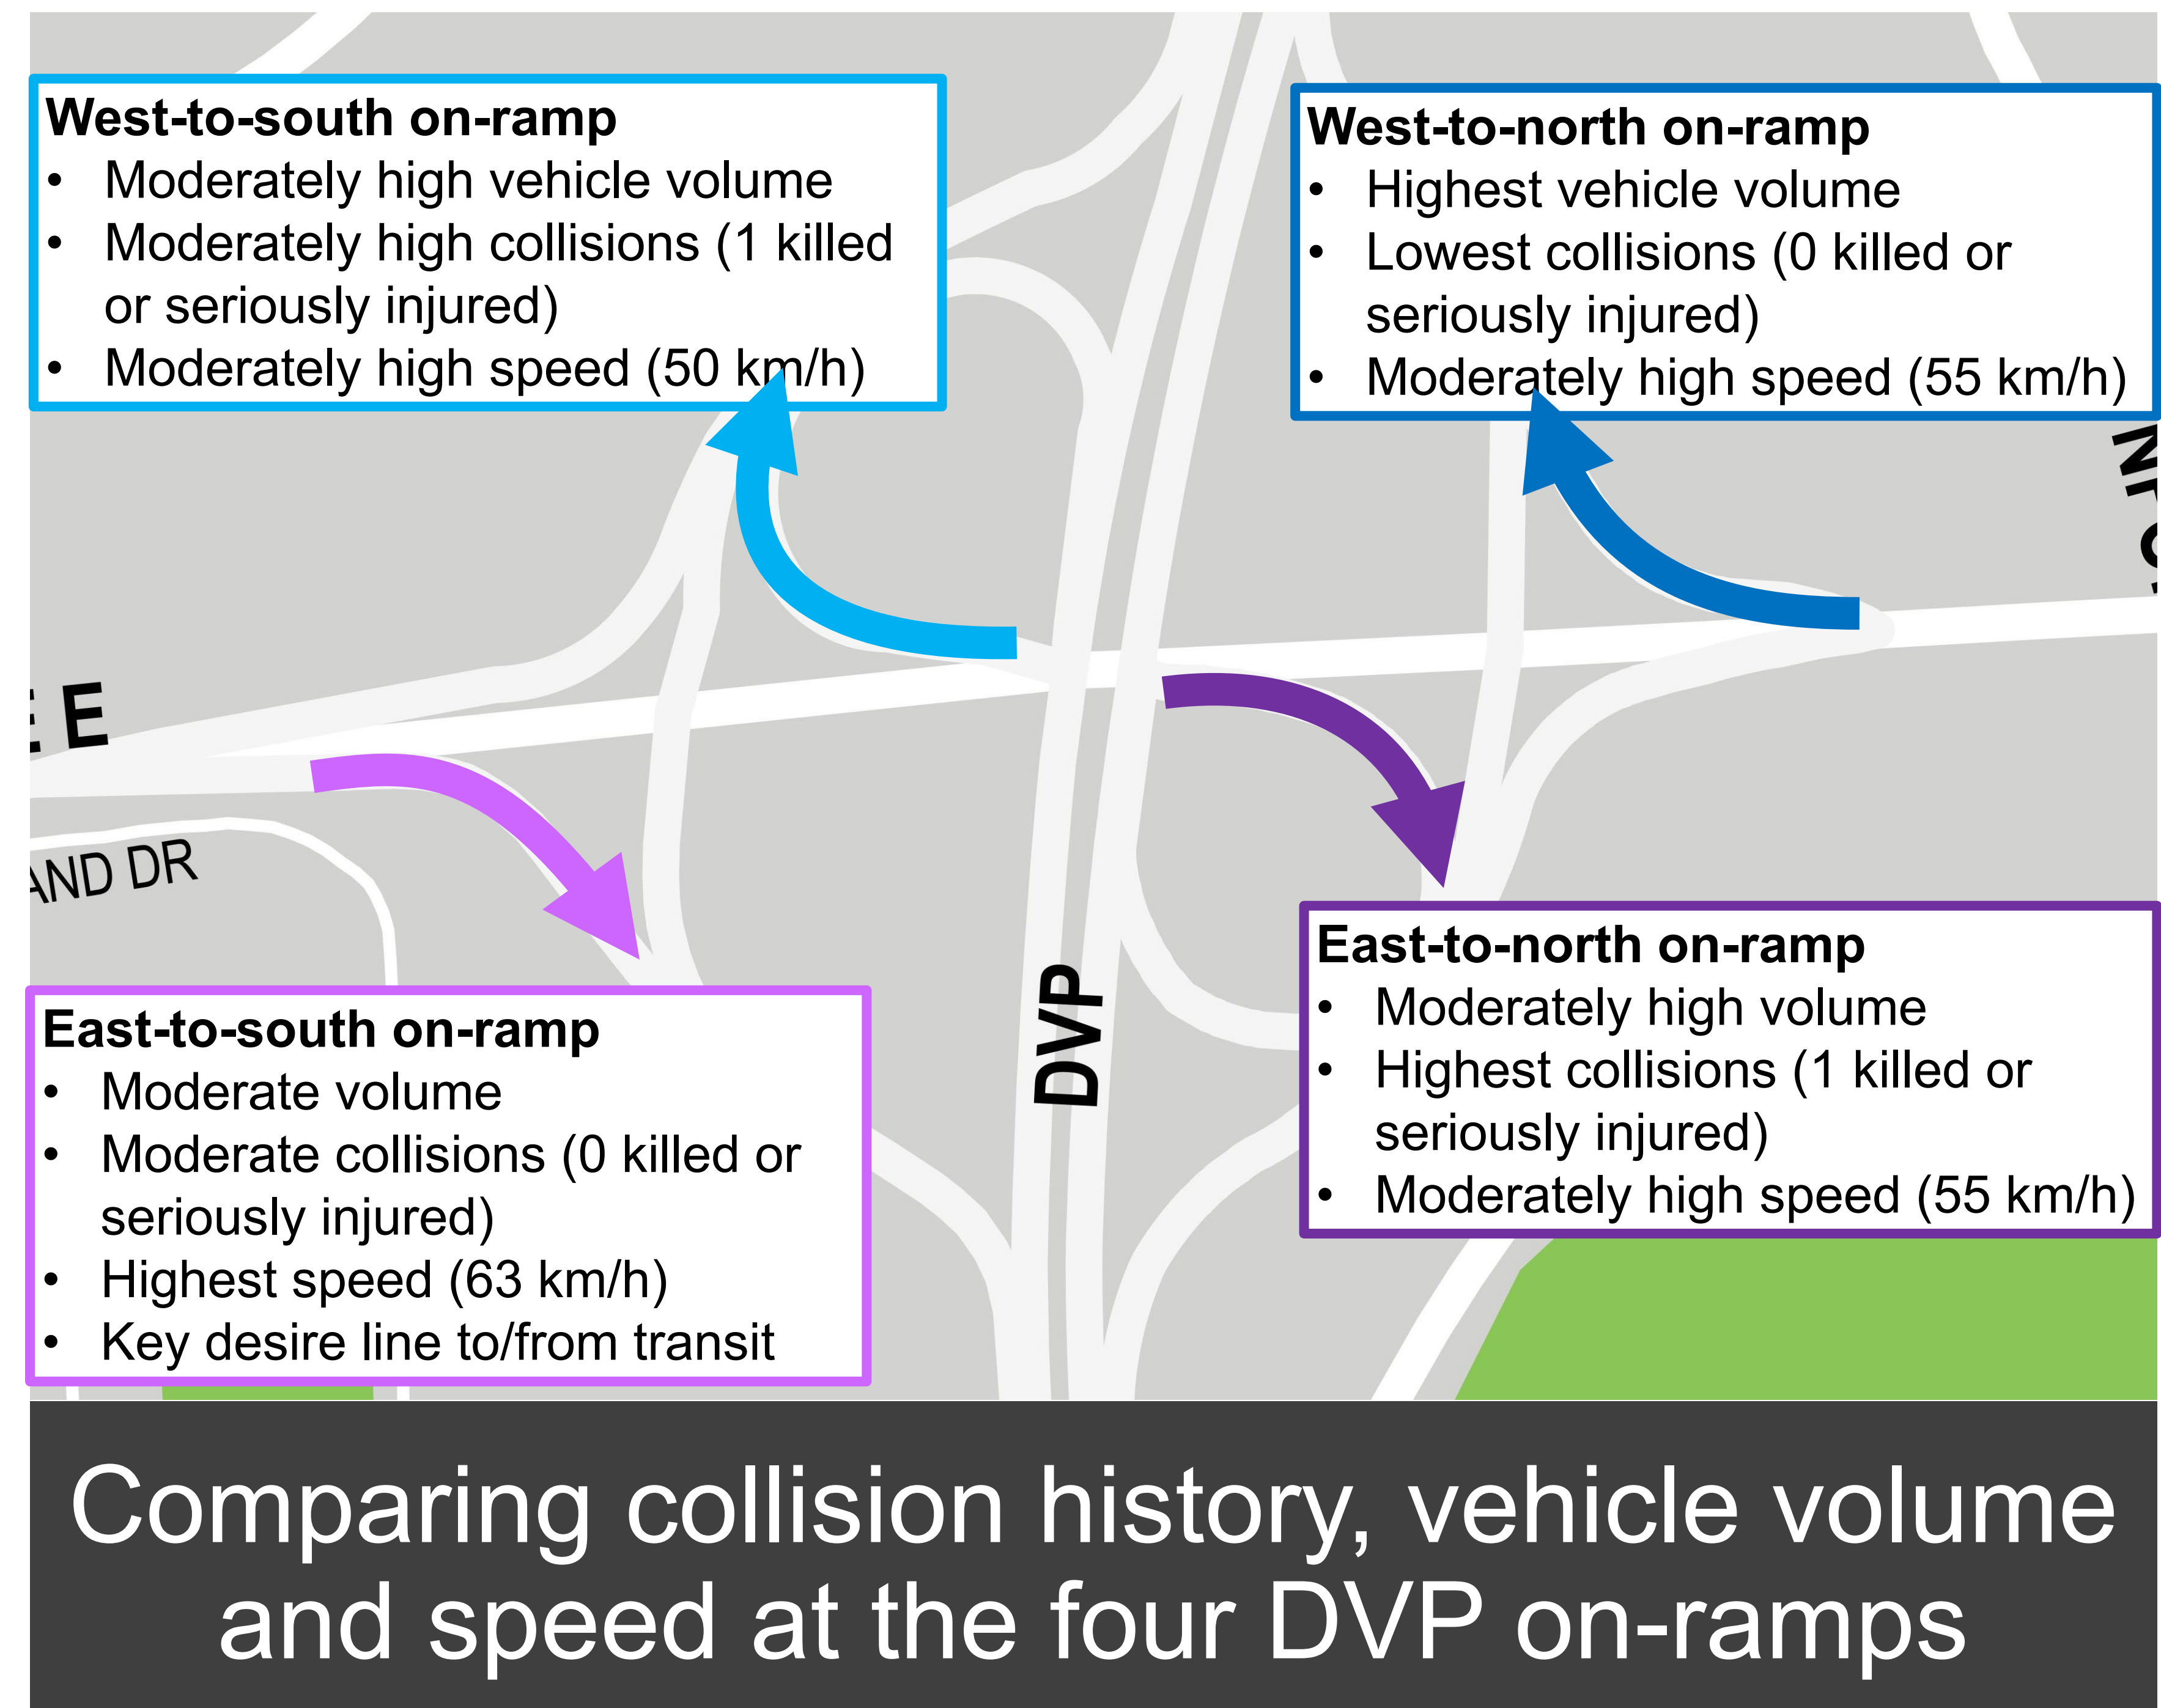 West-to-south on-ramp
• Moderately high vehicle volume
• Moderately high collisions (1 killed
or seriously injured)
• Moderately high speed (50 km/h)
West-to-north on-ramp
• Highest vehicle volume
• Lowest collisions (0 killed or
seriously injured)
• Moderately high speed (55 km/h)
E
AND DR
DVP
East-to-south on-ramp
• Moderate volume
• Moderate collisions (0 killed or
seriously injured)
• Highest speed (63 km/h)
• Key desire line to/from transit
East-to-north on-ramp
• Moderately high volume
• Highest collisions (1 killed or
seriously injured)
• Moderately high speed (55 km/h)
Comparing collision history, vehicle volume
and speed at the four DVP on-ramps